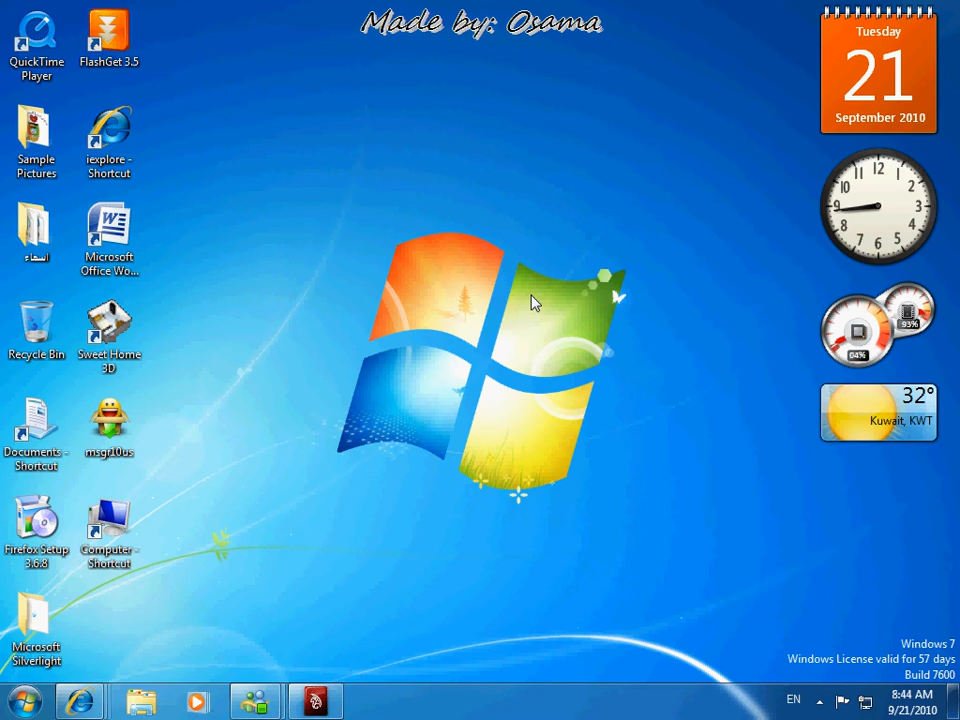 Made by: Osama
QuickTime
Player
FlashGet 3.5
Sample
Pictures
iexplore -
Shortcut
اسماء
Microsoft
Office Wo...
Recycle Bin
Sweet Home
3D
Documents -
Shortcut
msgr10us
Firefox Setup
3.6.8
Computer -
Shortcut
Microsoft
Silverlight
Tuesday
21
September 2010
12
1
2
3
4
5
6
7
8
9
10
11
93%
04%
32°
Kuwait, KWT
Windows 7
Windows License valid for 57 days
Build 7600
EN
8:44 AM
9/21/2010